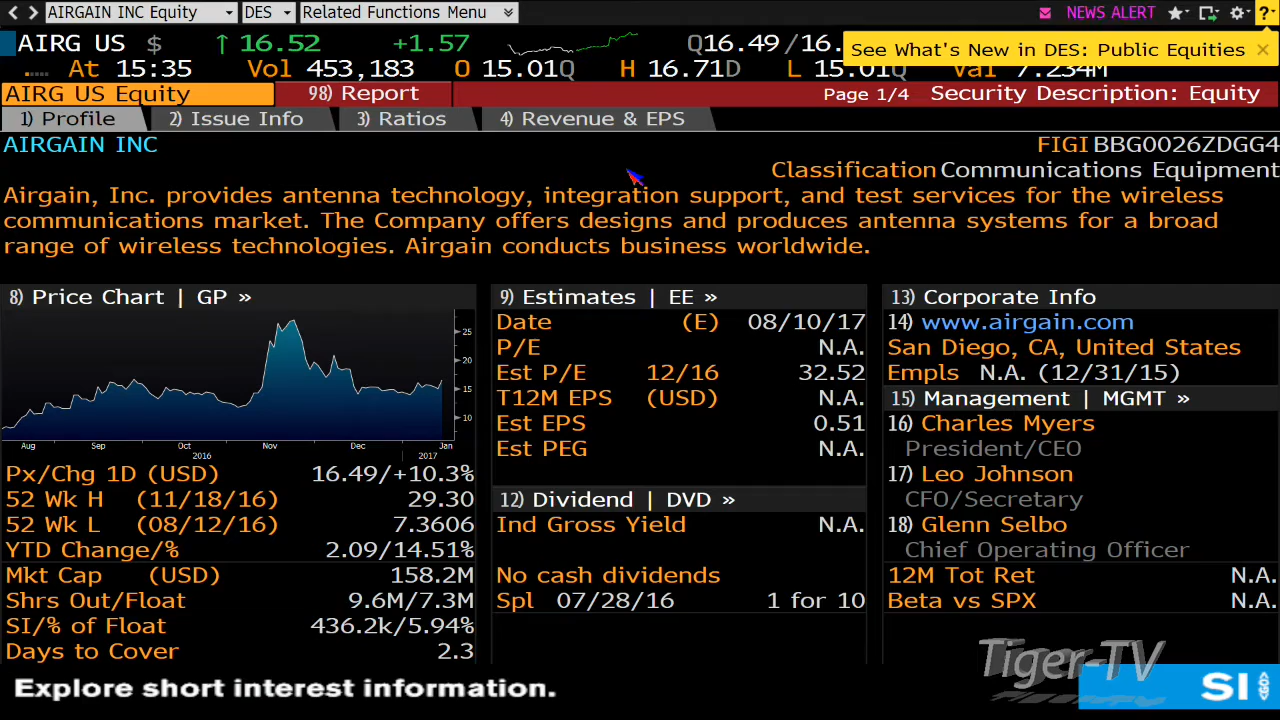 AIRGAIN INC Equity DES Related Functions Menu NEWS ALERT ?
AIRG US $ ↑ 16.52 +1.57 Q16.49/16.
See What's New in DES: Public Equities ×
At 15:35 Vol 453,183 O 15.01Q H 16.71D L 15.01Q Val 7.234M
AIRG US Equity 98) Report Page 1/4 Security Description: Equity
1) Profile 2) Issue Info 3) Ratios 4) Revenue & EPS
AIRGAIN INC FIGI BBG0026ZDGG4
Classification Communications Equipment
Airgain, Inc. provides antenna technology, integration support, and test services for the wireless
communications market. The Company offers designs and produces antenna systems for a broad
range of wireless technologies. Airgain conducts business worldwide.
8) Price Chart | GP »
25
20
15
10
Aug Sep Oct Nov Dec Jan
2016 2017
Px/Chg 1D (USD) 16.49/+10.3%
52 Wk H (11/18/16) 29.30
52 Wk L (08/12/16) 7.3606
YTD Change/% 2.09/14.51%
Mkt Cap (USD) 158.2M
Shrs Out/Float 9.6M/7.3M
SI/% of Float 436.2k/5.94%
Days to Cover 2.3
9) Estimates | EE »
Date (E) 08/10/17
P/E N.A.
Est P/E 12/16 32.52
T12M EPS (USD) N.A.
Est EPS 0.51
Est PEG N.A.
12) Dividend | DVD »
Ind Gross Yield N.A.
No cash dividends
Spl 07/28/16 1 for 10
13) Corporate Info
14) www.airgain.com
San Diego, CA, United States
Empls N.A. (12/31/15)
15) Management | MGMT »
16) Charles Myers
President/CEO
17) Leo Johnson
CFO/Secretary
18) Glenn Selbo
Chief Operating Officer
12M Tot Ret N.A.
Beta vs SPX N.A.
Tiger-TV
Explore short interest information. SI